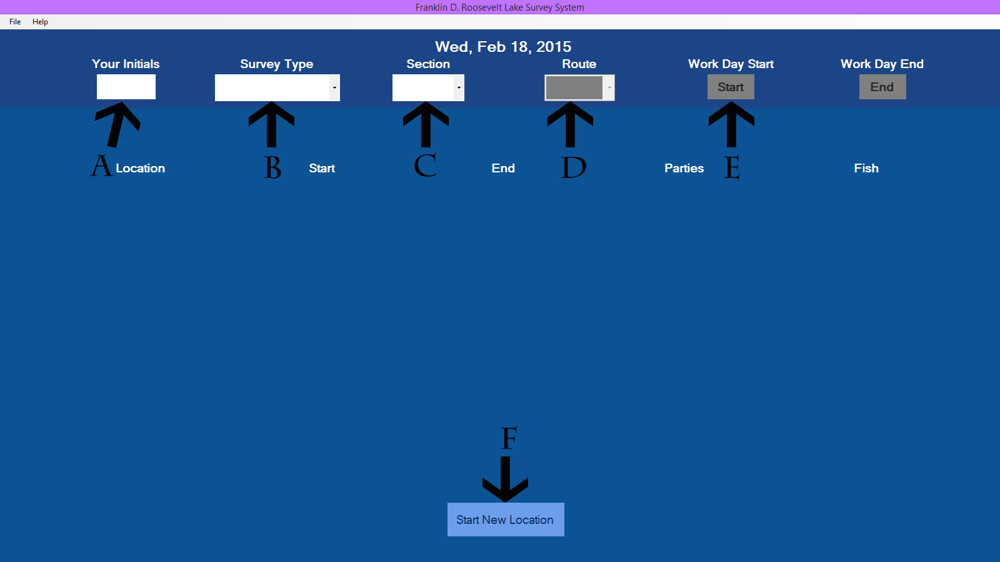 Franklin D. Roosevelt Lake Survey System
File Help
Wed, Feb 18, 2015
Your Initials Survey Type Section Route Work Day Start Work Day End
Start End
A Location B Start C End D Parties E Fish
F
Start New Location